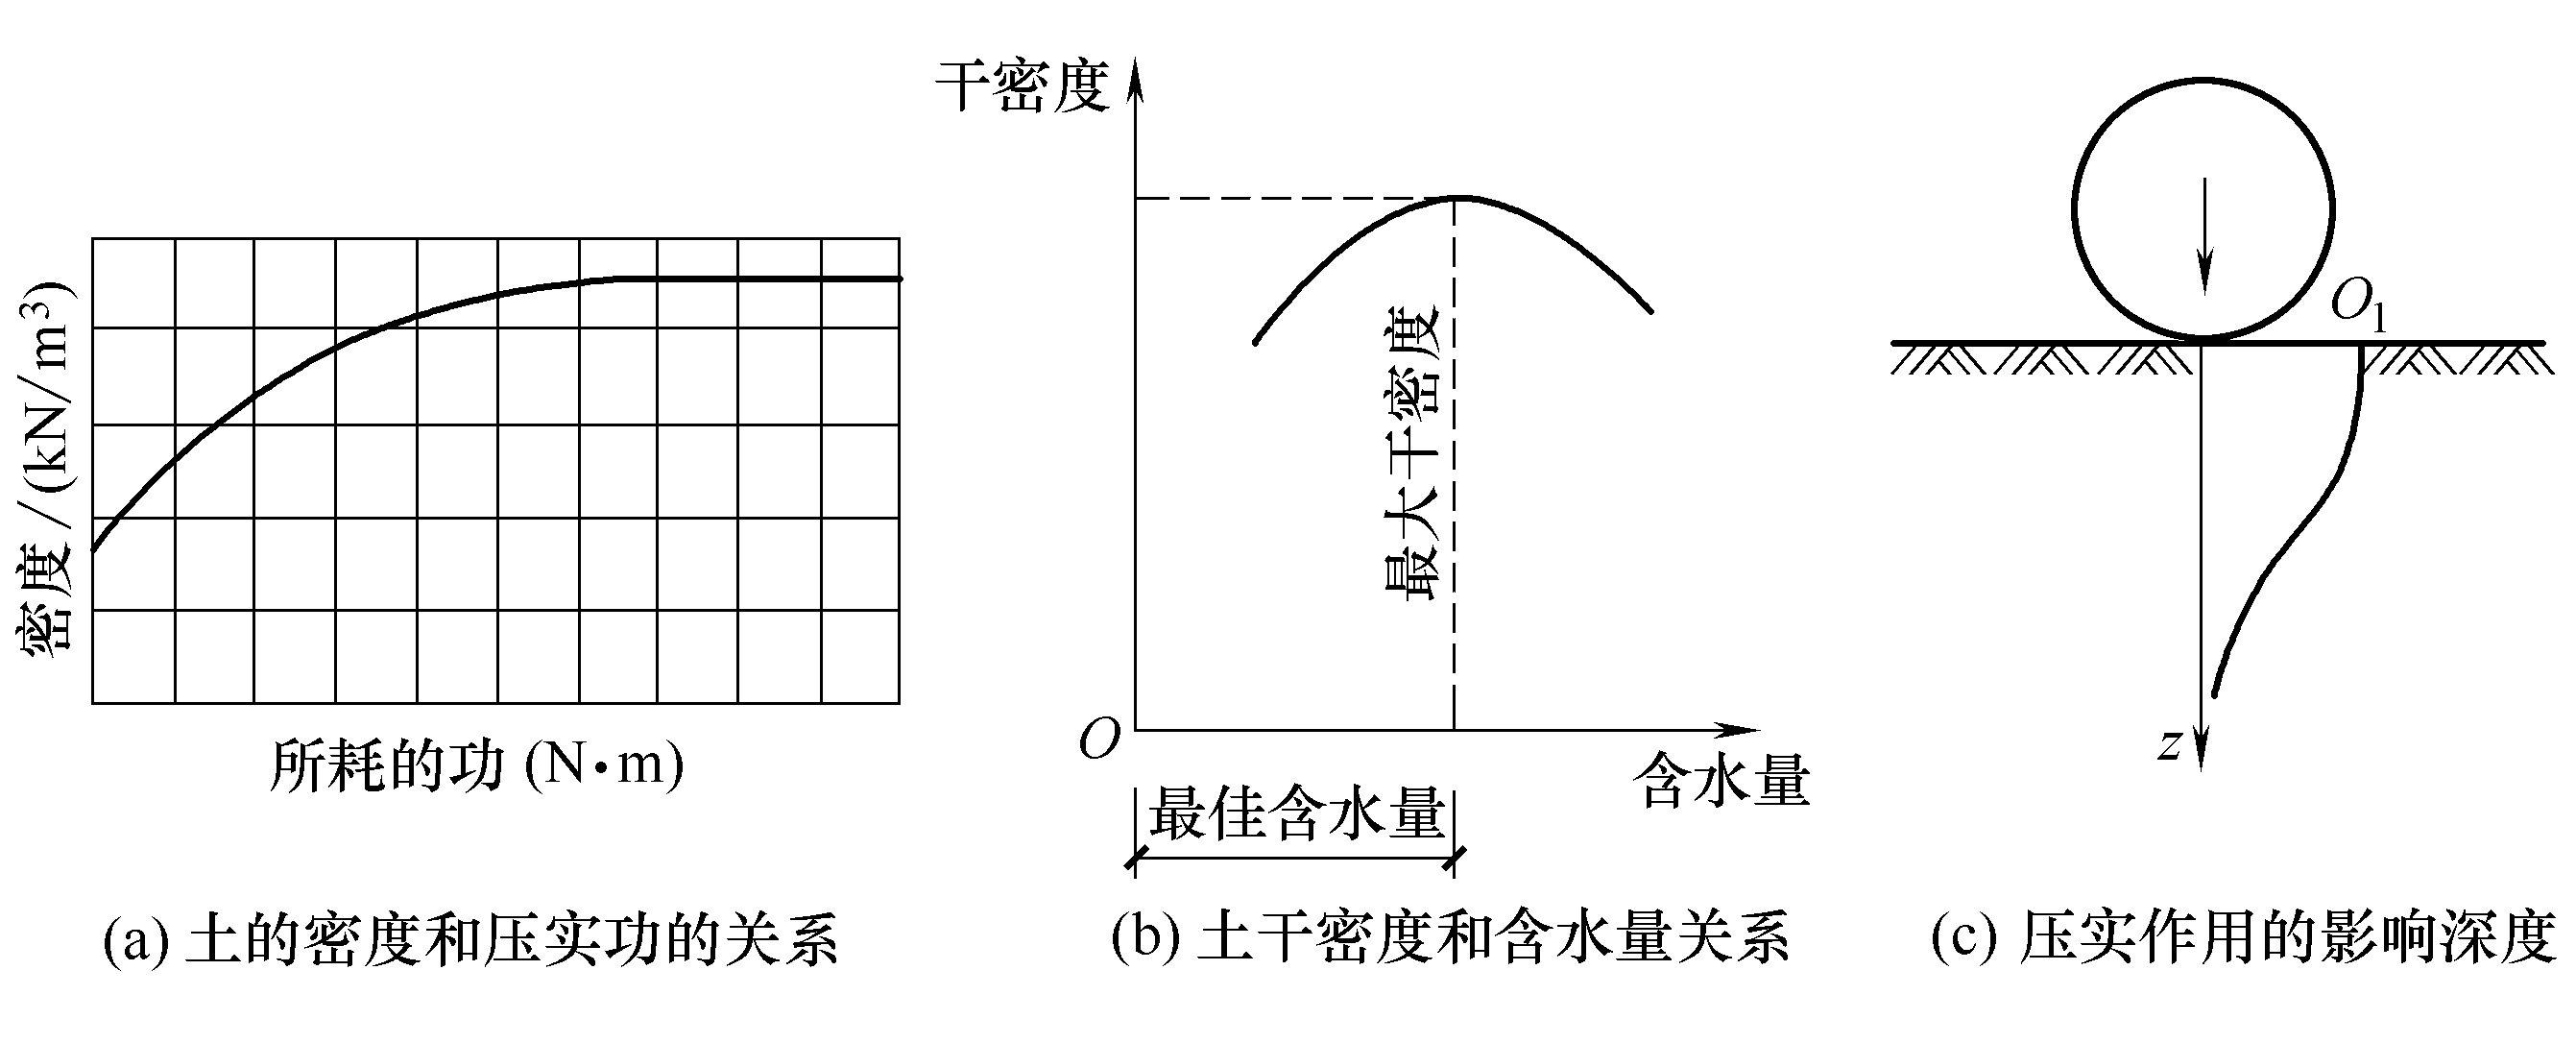 密度/(kN/m³)
所耗的功 (N·m)
(a) 土的密度和压实功的关系
干密度
最大干密度
O
含水量
最佳含水量
(b) 土干密度和含水量关系
O₁
z
(c) 压实作用的影响深度